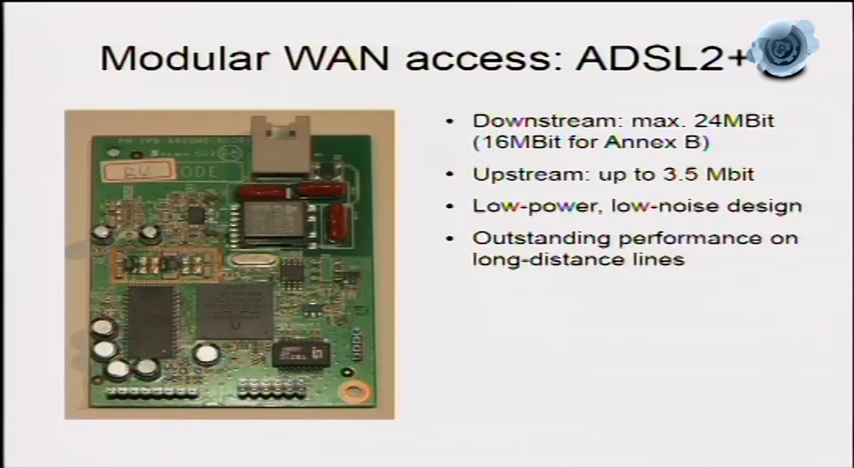 Modular WAN access: ADSL2+
• Downstream: max. 24MBit
(16MBit for Annex B)
• Upstream: up to 3.5 Mbit
• Low-power, low-noise design
• Outstanding performance on
long-distance lines